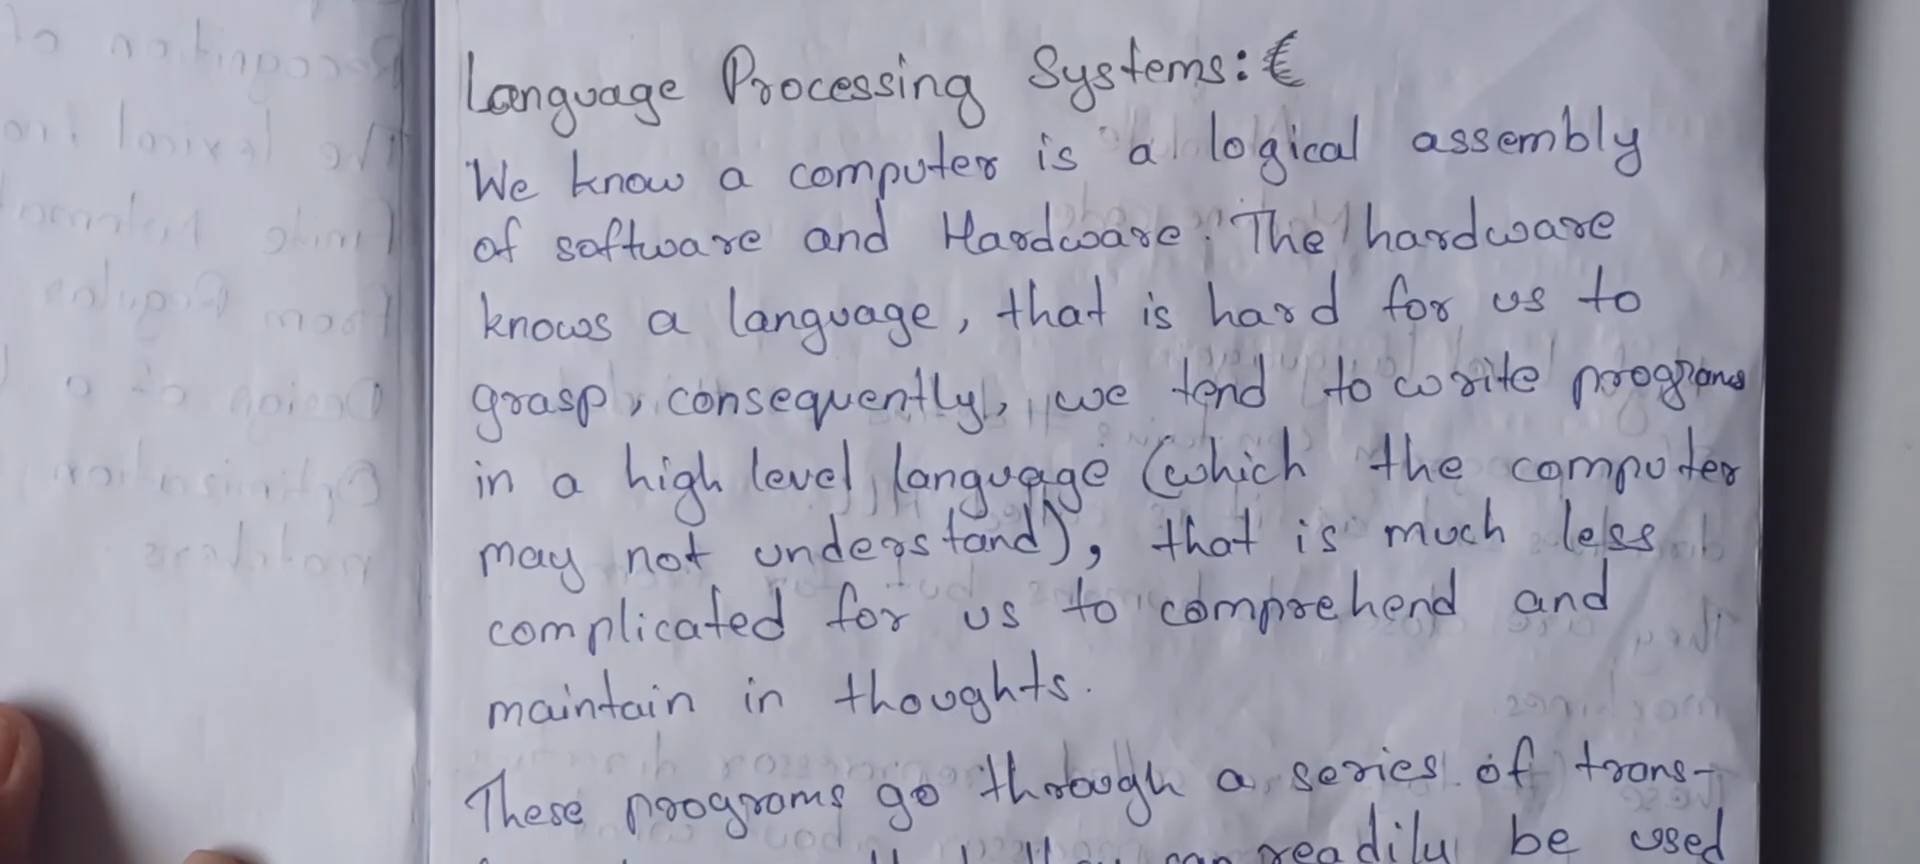 Language Processing Systems:
We know a computer is a logical assembly
of software and Hardware. The hardware
knows a language, that is hard for us to
grasp, consequently, we tend to write programs
in a high level language (which the computer
may not understand), that is much less
complicated for us to comprehend and
maintain in thoughts.
These programs go through a series of trans-
readily be used